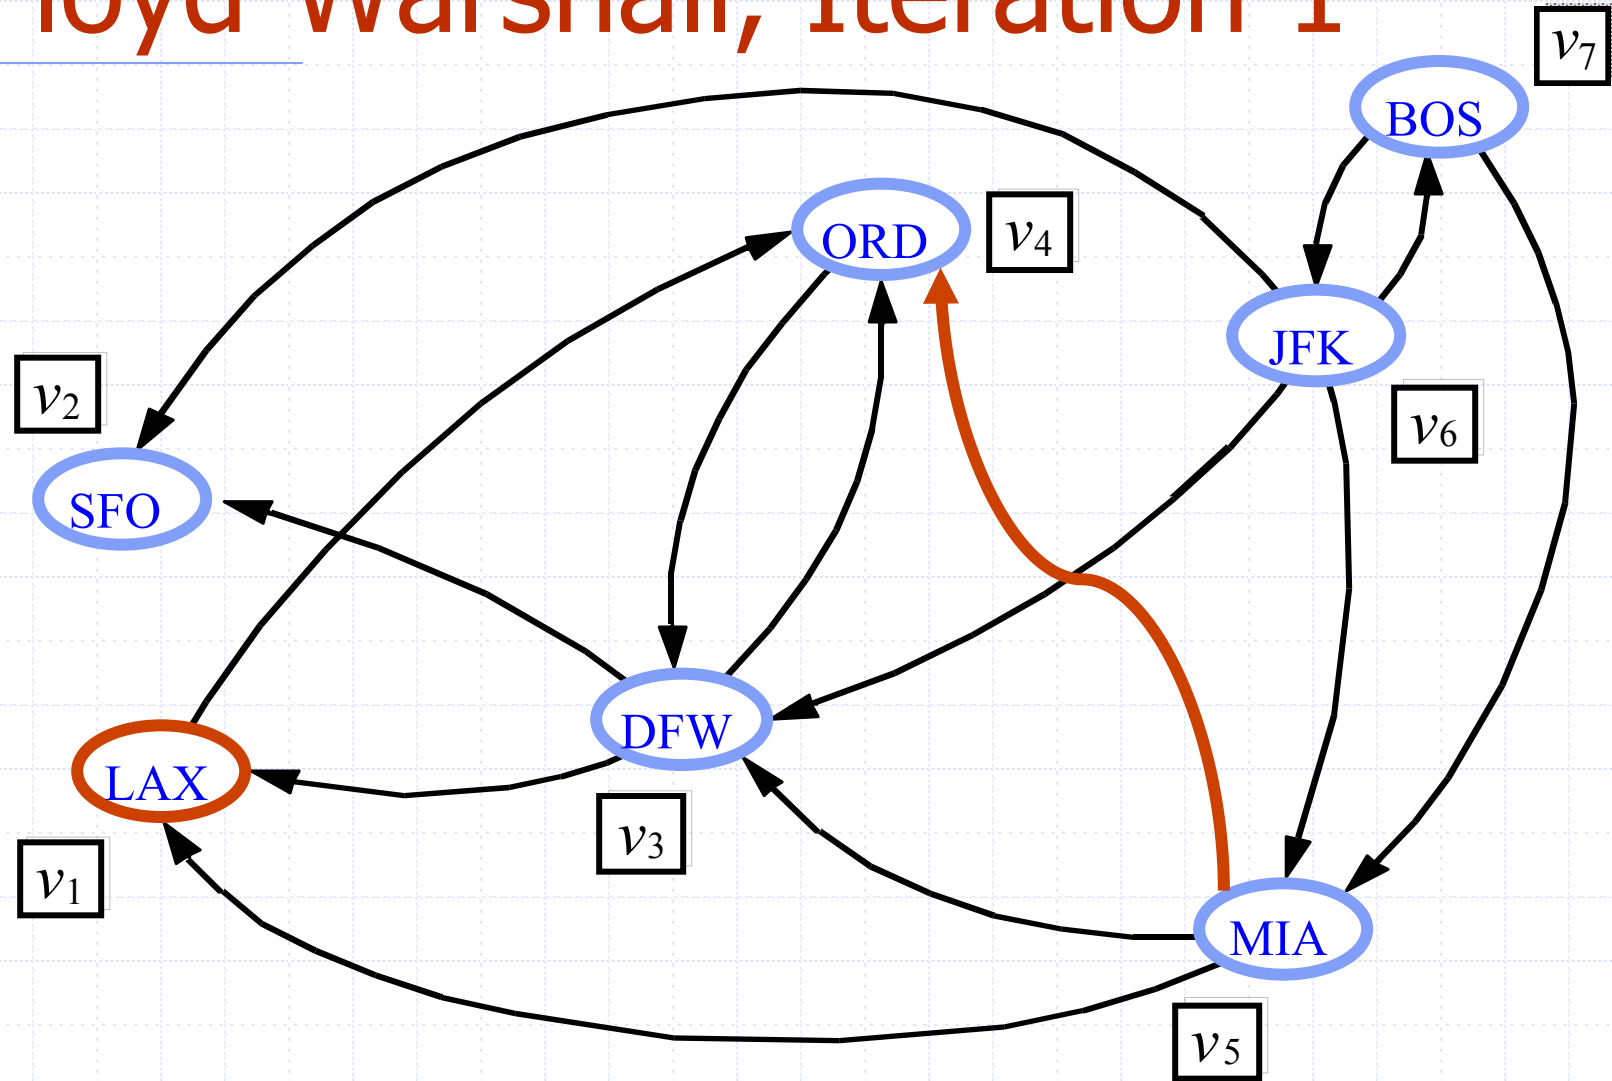 loyd Warshall, Iteration 1
v7
BOS
ORD
v4
JFK
v2
v6
SFO
DFW
LAX
v3
v1
MIA
v5